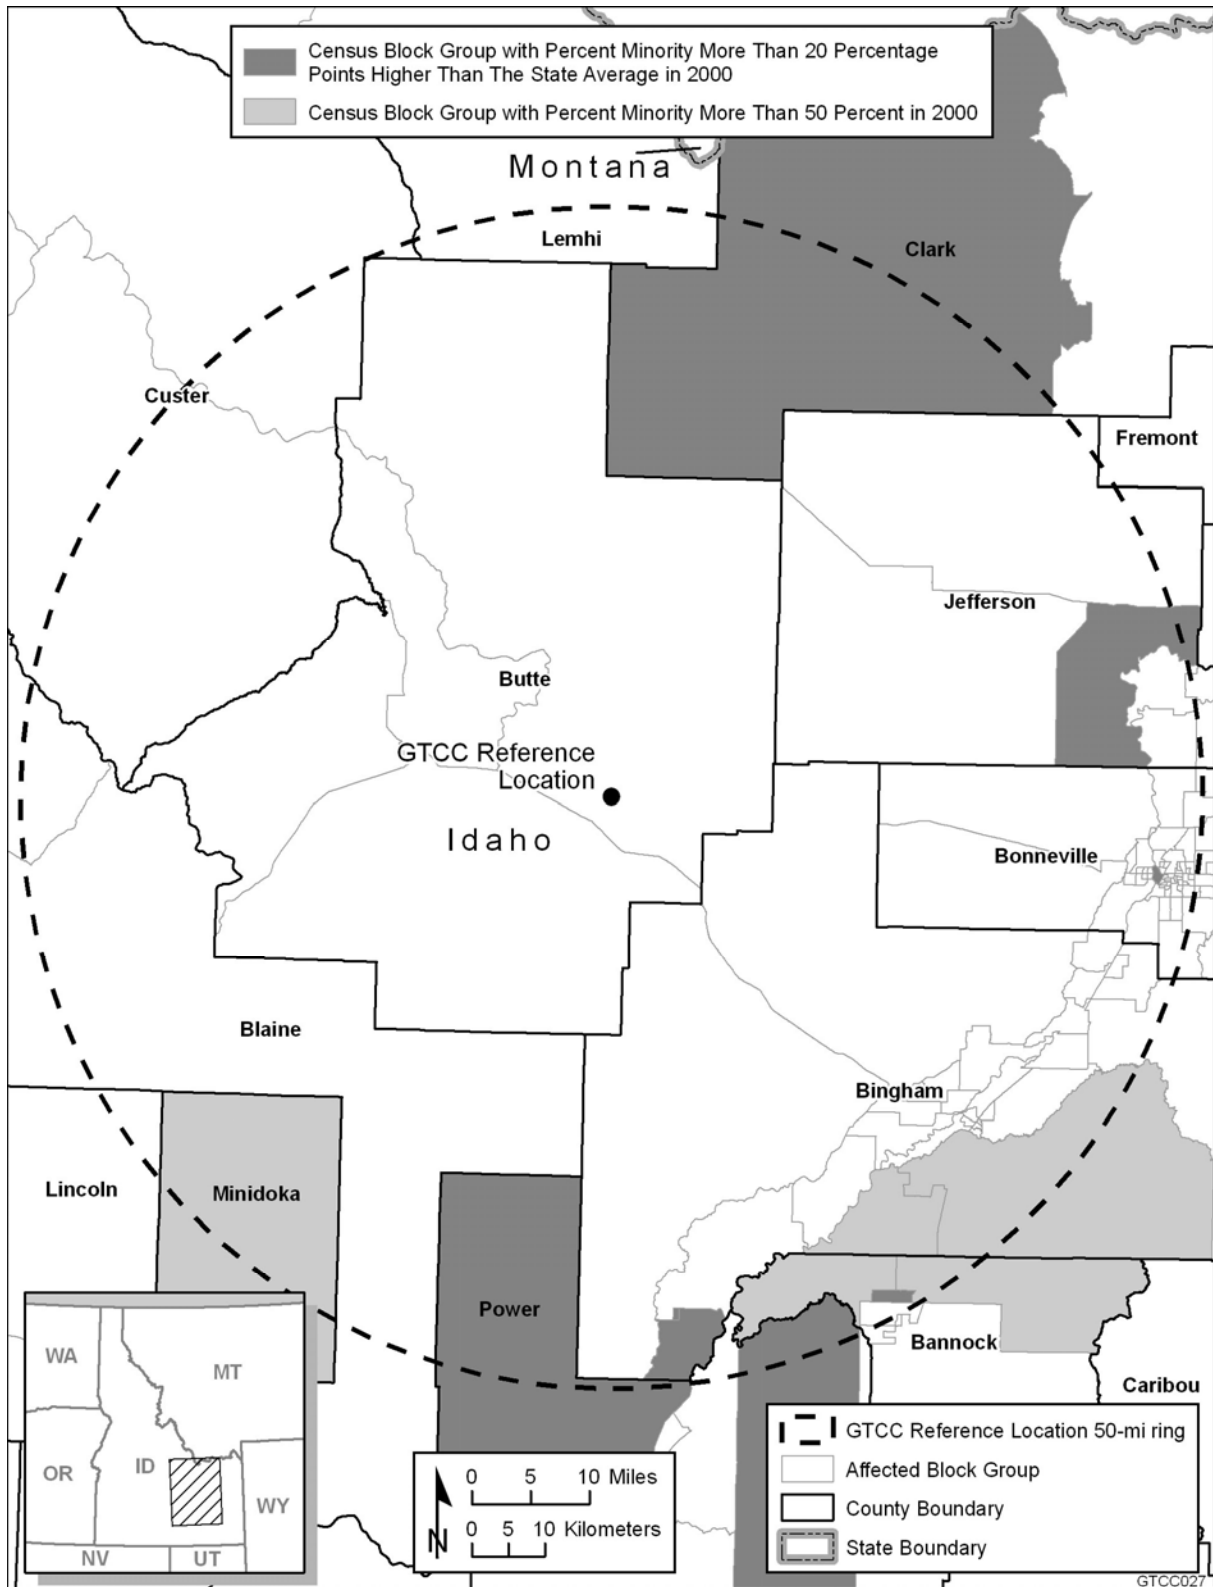 Census Block Group with Percent Minority More Than 20 Percentage
Points Higher Than The State Average in 2000
Census Block Group with Percent Minority More Than 50 Percent in 2000
Montana
Lemhi
Clark
Custer
Fremont
Jefferson
Butte
GTCC Reference
Location
Idaho
Bonneville
Blaine
Bingham
Lincoln
Minidoka
Power
Bannock
Caribou
WA
MT
OR
ID
WY
NV
UT
0 5 10 Miles
0 5 10 Kilometers
N
GTCC Reference Location 50-mi ring
Affected Block Group
County Boundary
State Boundary
GTCC027